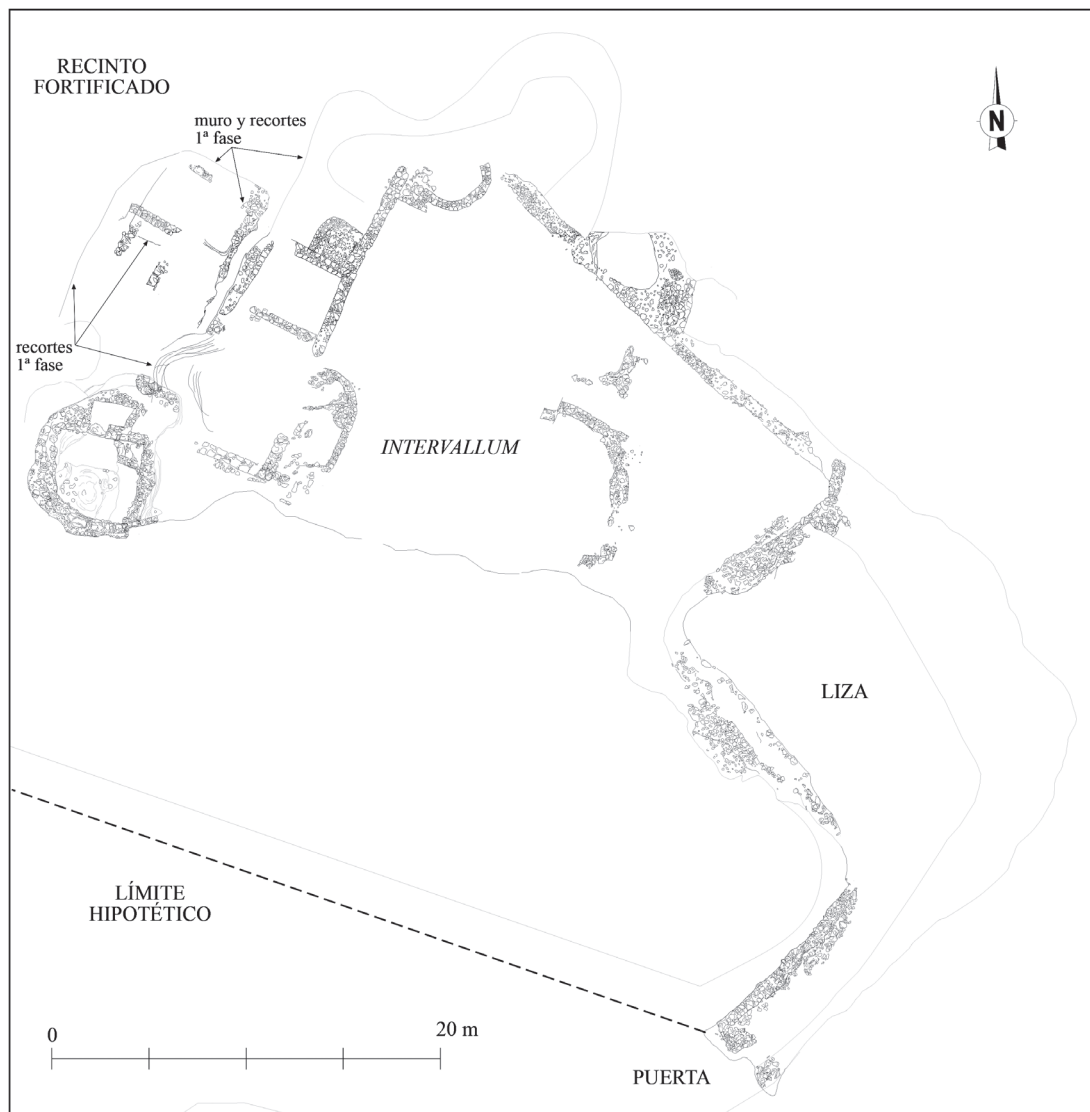 RECINTO
FORTIFICADO
muro y recortes
1ª fase
N
recortes
1ª fase
INTERVALLUM
LIZA
LÍMITE
HIPOTÉTICO
0
20 m
PUERTA